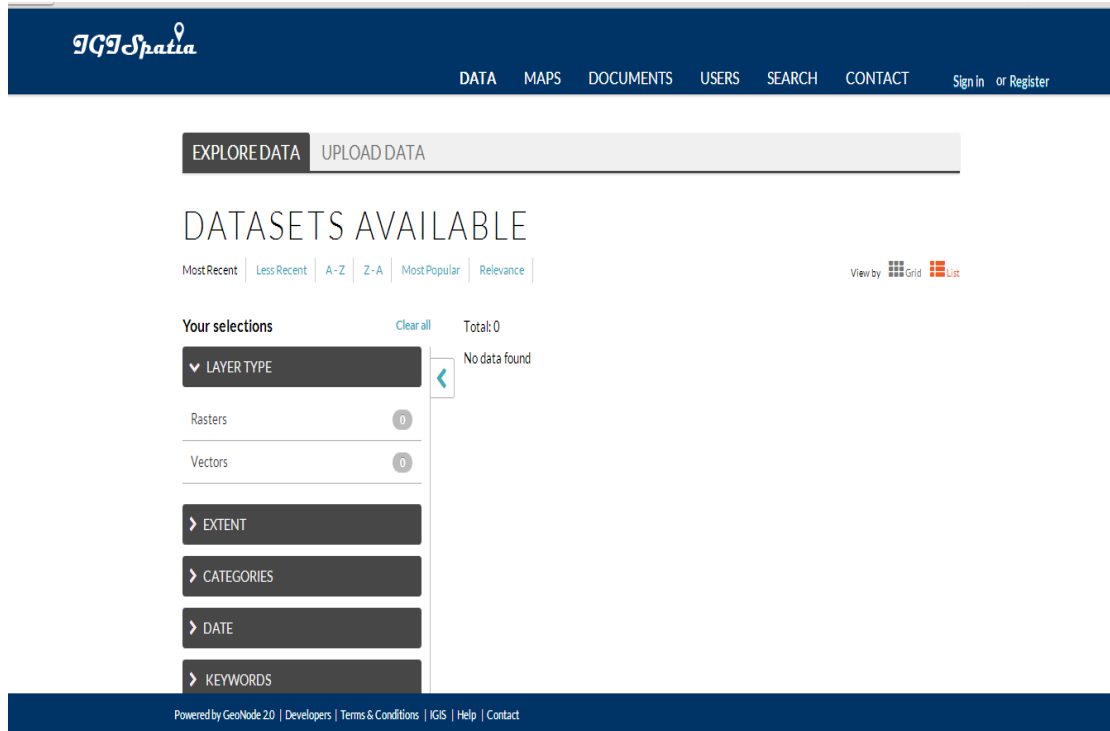 IGISpatia
DATA MAPS DOCUMENTS USERS SEARCH CONTACT Sign in or Register
EXPLORE DATA UPLOAD DATA
DATASETS AVAILABLE
Most Recent Less Recent A - Z Z - A Most Popular Relevance View by Grid List
Your selections Clear all Total: 0
LAYER TYPE No data found
Rasters 0
Vectors 0
EXTENT
CATEGORIES
DATE
KEYWORDS
Powered by GeoNode 2.0 | Developers | Terms & Conditions | IGIS | Help | Contact